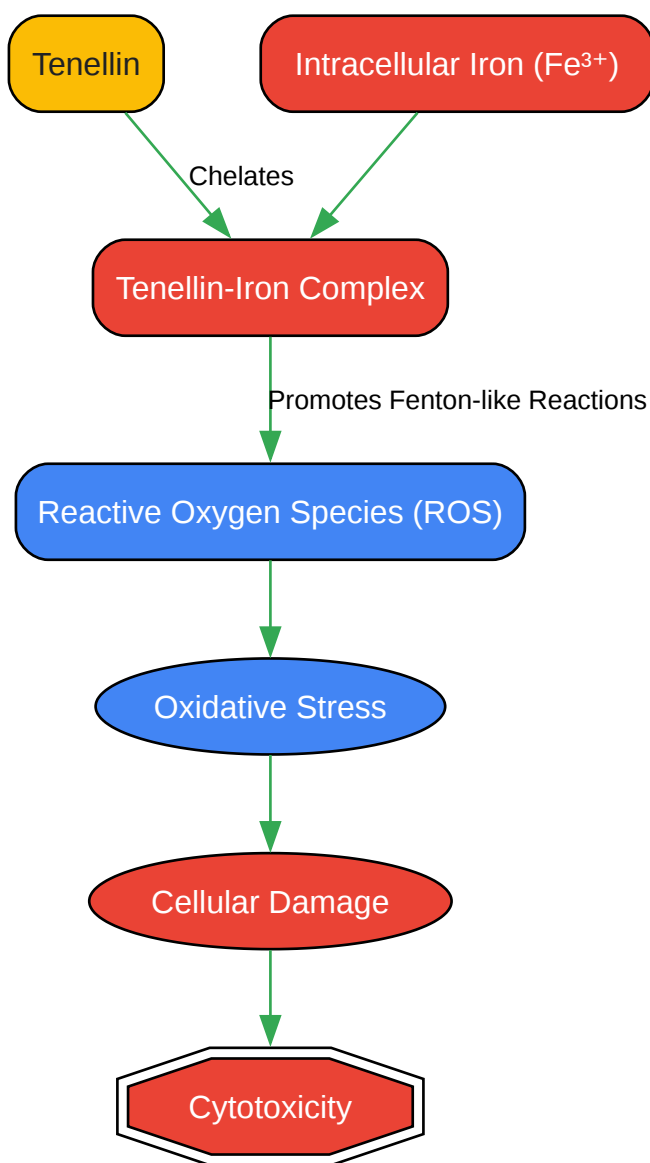 Tenellin
Intracellular Iron (Fe³⁺)
Chelates
Tenellin-Iron Complex
Promotes Fenton-like Reactions
Reactive Oxygen Species (ROS)
Oxidative Stress
Cellular Damage
Cytotoxicity